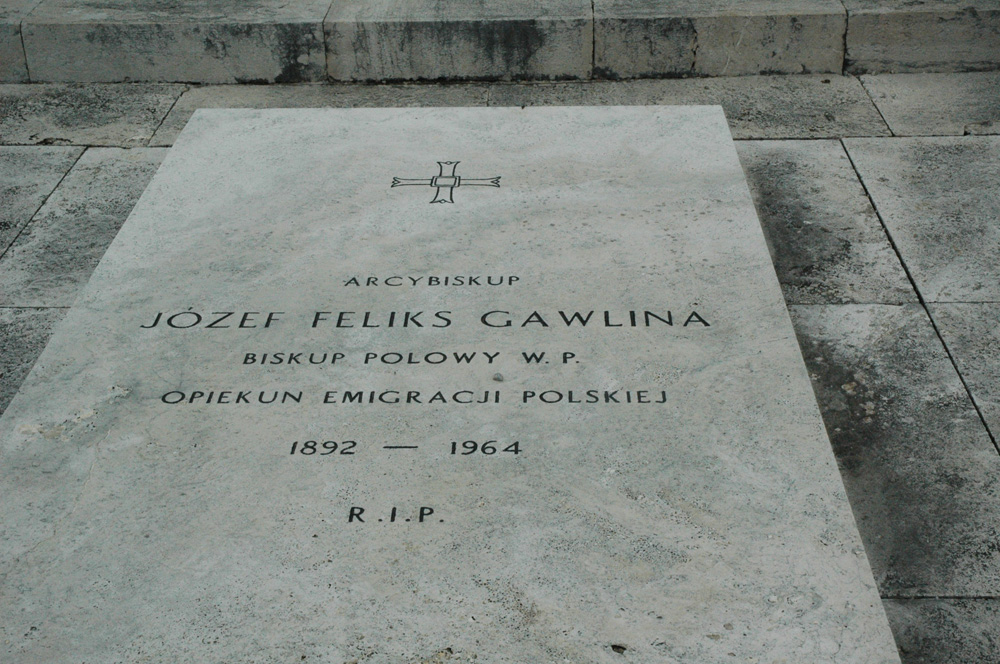 ARCYBISKUP
JÓZEF FELIKS GAWLINA
BISKUP POLOWY W. P.
OPIEKUN EMIGRACJI POLSKIEJ
1892 — 1964
R.I.P.